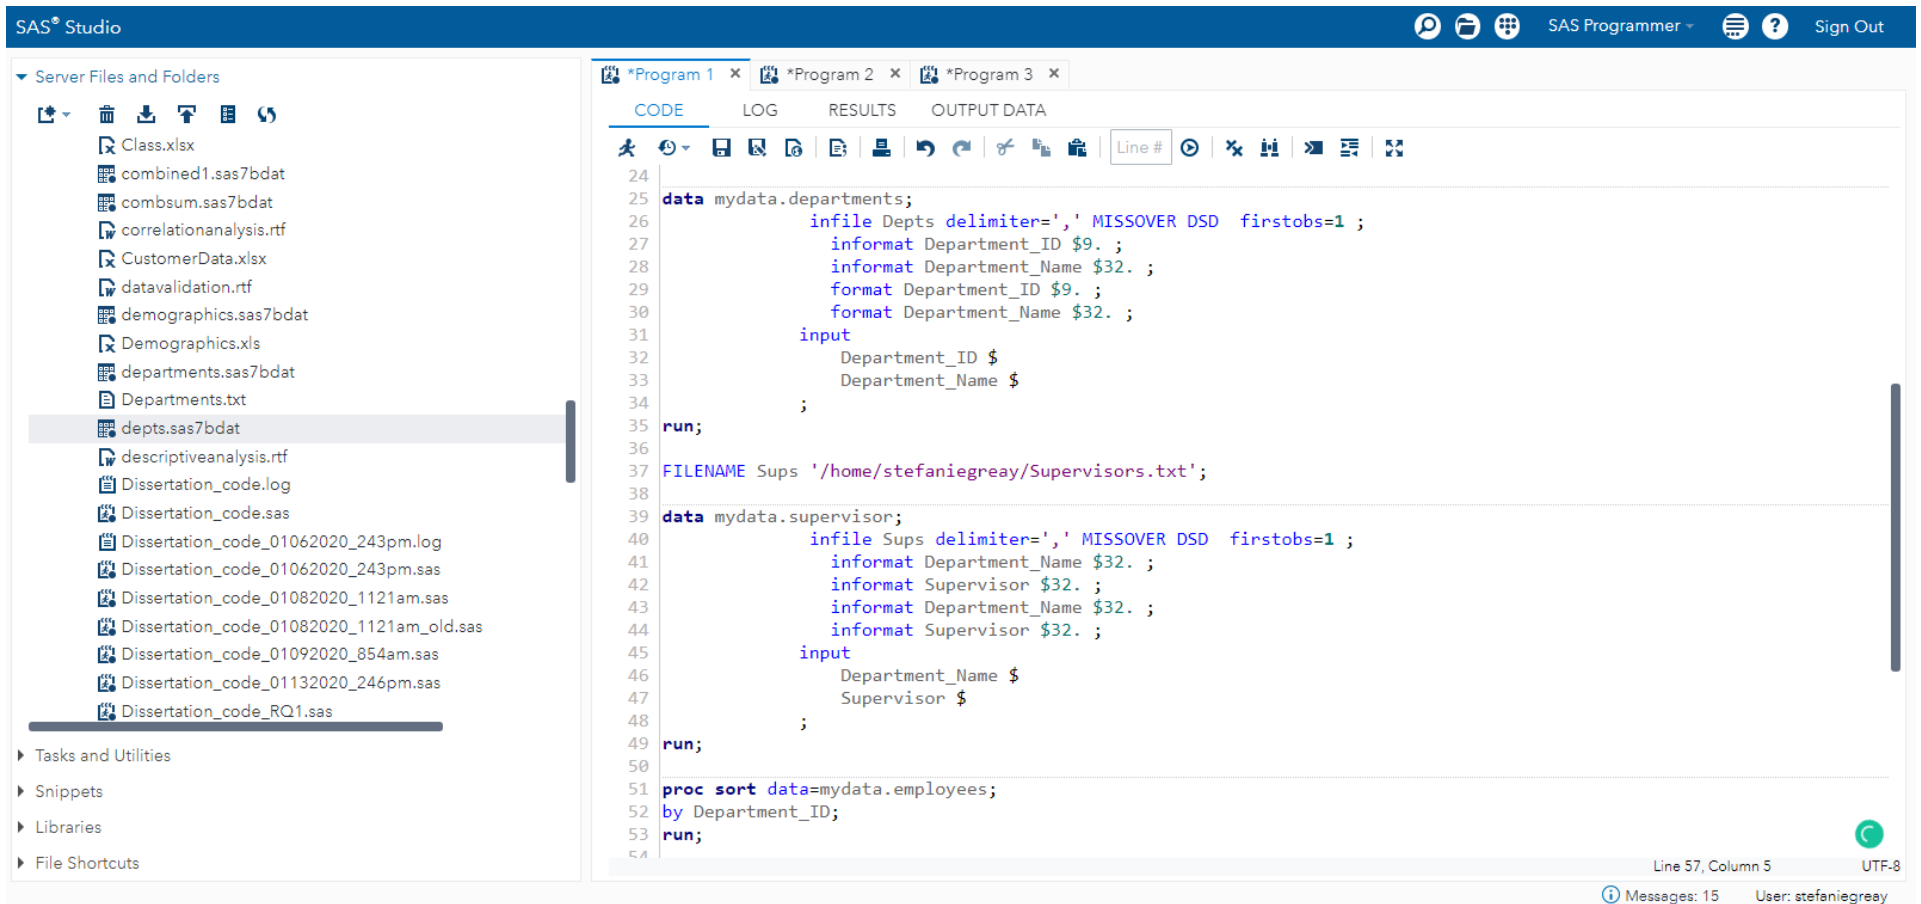 SAS® Studio
SAS Programmer
Sign Out
Server Files and Folders
Class.xlsx
combined1.sas7bdat
combsum.sas7bdat
correlationanalysis.rtf
CustomerData.xlsx
datavalidation.rtf
demographics.sas7bdat
Demographics.xls
departments.sas7bdat
Departments.txt
depts.sas7bdat
descriptiveanalysis.rtf
Dissertation_code.log
Dissertation_code.sas
Dissertation_code_01062020_243pm.log
Dissertation_code_01062020_243pm.sas
Dissertation_code_01082020_1121am.sas
Dissertation_code_01082020_1121am_old.sas
Dissertation_code_01092020_854am.sas
Dissertation_code_01132020_246pm.sas
Dissertation_code_RQ1.sas
Tasks and Utilities
Snippets
Libraries
File Shortcuts
*Program 1 × *Program 2 × *Program 3 ×
CODE LOG RESULTS OUTPUT DATA
Line #
24
25 data mydata.departments;
26 infile Depts delimiter=',' MISSOVER DSD  firstobs=1 ;
27 informat Department_ID $9. ;
28 informat Department_Name $32. ;
29 format Department_ID $9. ;
30 format Department_Name $32. ;
31 input
32 Department_ID $
33 Department_Name $
34 ;
35 run;
36
37 FILENAME Sups '/home/stefaniegreay/Supervisors.txt';
38
39 data mydata.supervisor;
40 infile Sups delimiter=',' MISSOVER DSD  firstobs=1 ;
41 informat Department_Name $32. ;
42 informat Supervisor $32. ;
43 informat Department_Name $32. ;
44 informat Supervisor $32. ;
45 input
46 Department_Name $
47 Supervisor $
48 ;
49 run;
50
51 proc sort data=mydata.employees;
52 by Department_ID;
53 run;
54
Line 57, Column 5 UTF-8
Messages: 15 User: stefaniegreay